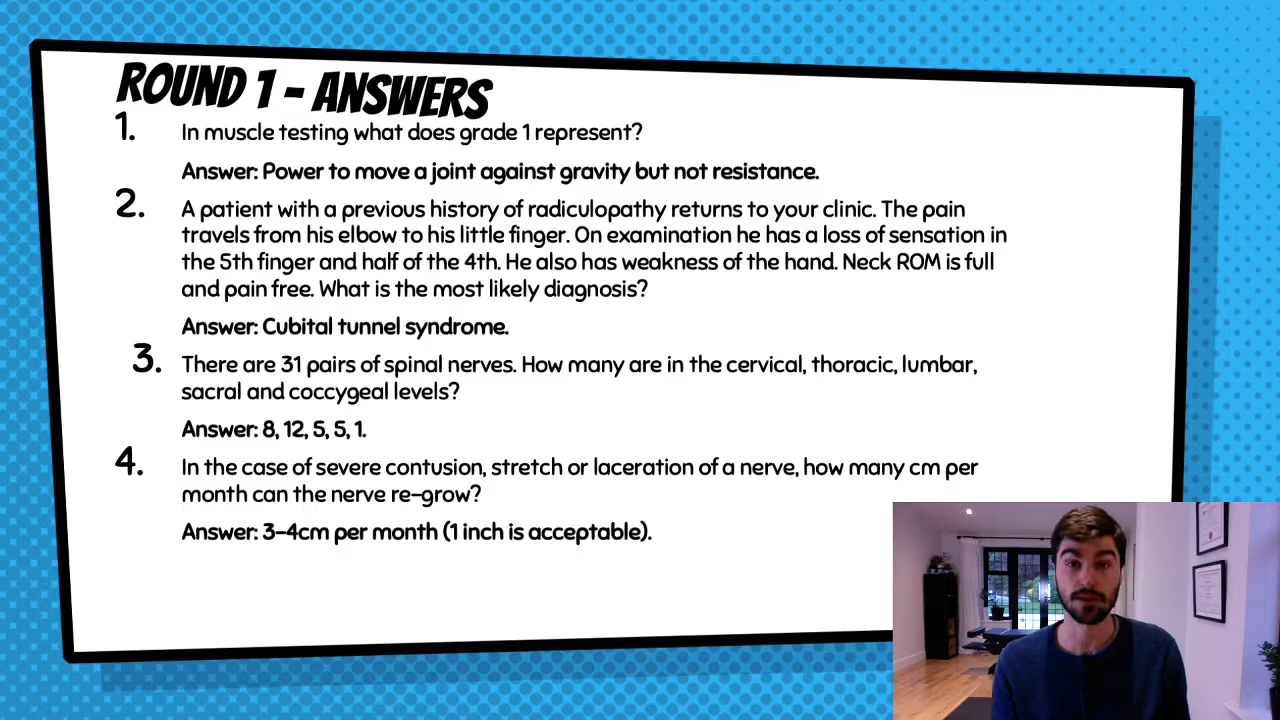 ROUND 1 - ANSWERS
1. In muscle testing what does grade 1 represent?
Answer: Power to move a joint against gravity but not resistance.
2. A patient with a previous history of radiculopathy returns to your clinic. The pain
travels from his elbow to his little finger. On examination he has a loss of sensation in
the 5th finger and half of the 4th. He also has weakness of the hand. Neck ROM is full
and pain free. What is the most likely diagnosis?
Answer: Cubital tunnel syndrome.
3. There are 31 pairs of spinal nerves. How many are in the cervical, thoracic, lumbar,
sacral and coccygeal levels?
Answer: 8, 12, 5, 5, 1.
4. In the case of severe contusion, stretch or laceration of a nerve, how many cm per
month can the nerve re-grow?
Answer: 3-4cm per month (1 inch is acceptable).